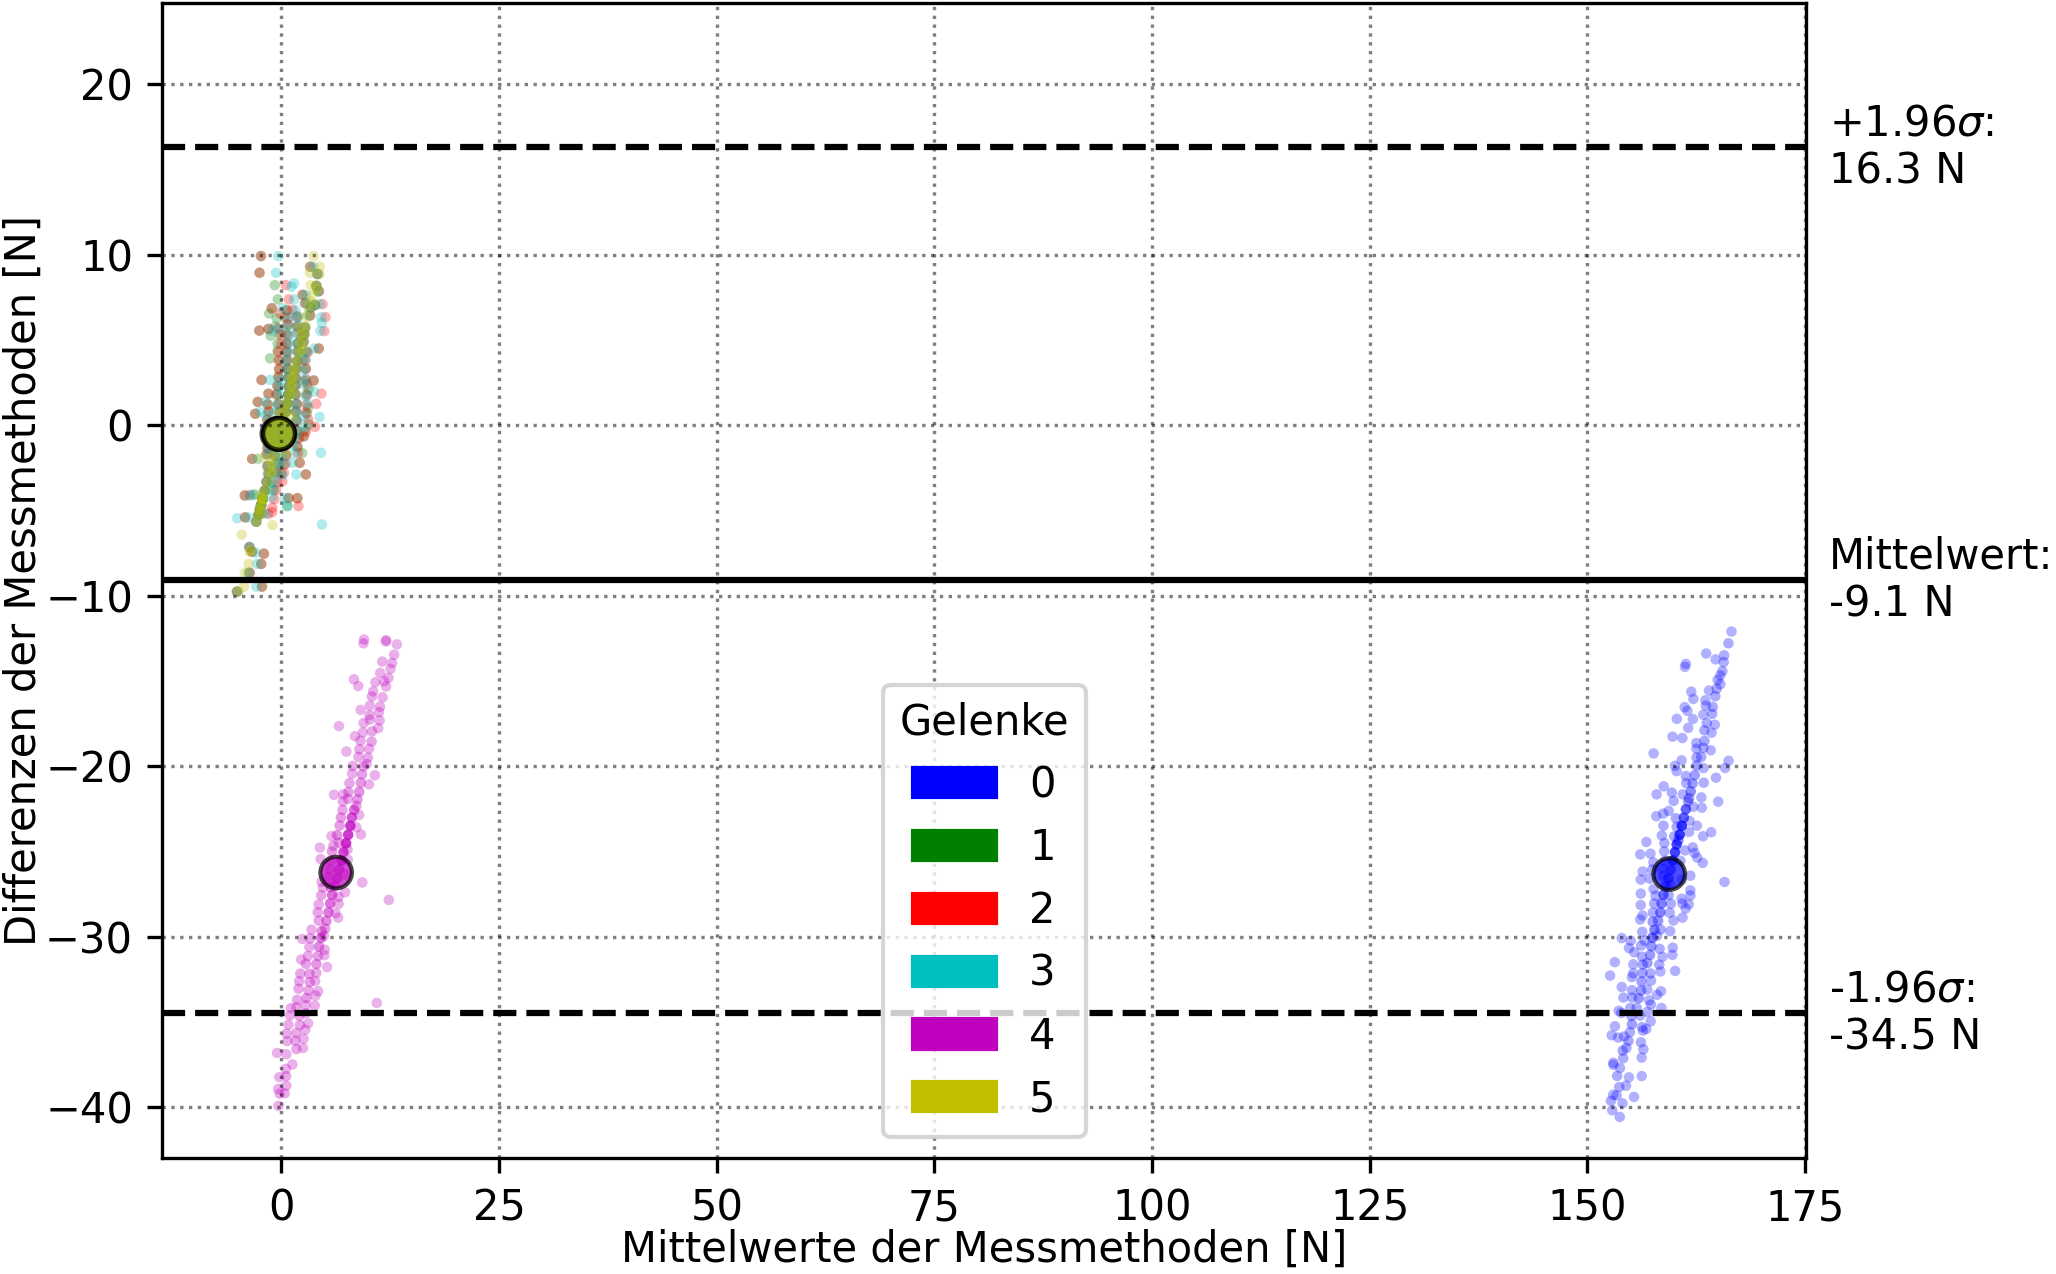 Differenzen der Messmethoden [N]
20
10
0
−10
−20
−30
−40
+1.96σ:
16.3 N
Mittelwert:
-9.1 N
-1.96σ:
-34.5 N
Gelenke
0
1
2
3
4
5
0
25
50
75
100
125
150
175
Mittelwerte der Messmethoden [N]